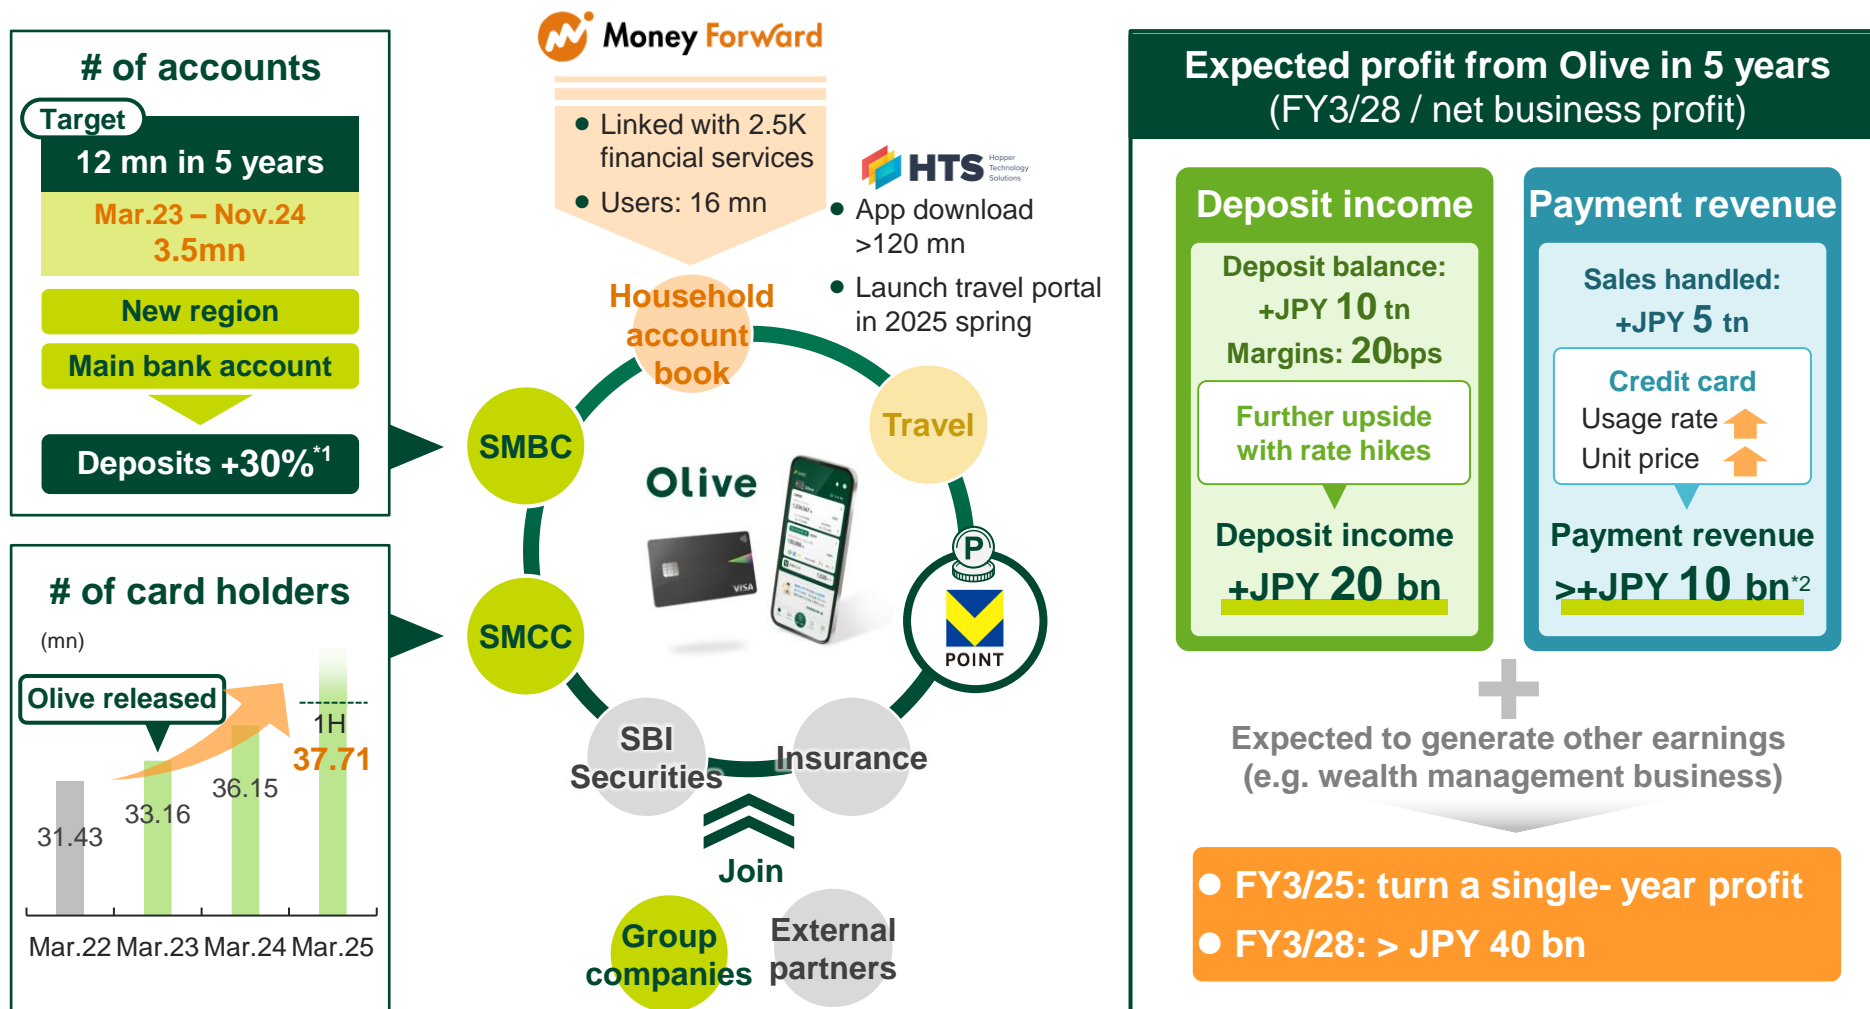 # of accounts
Target
12 mn in 5 years
Mar.23 – Nov.24
3.5mn
New region
Main bank account
Deposits +30%*1
# of card holders
(mn)
Olive released
1H
37.71
36.15
33.16
31.43
Mar.22 Mar.23 Mar.24 Mar.25
Money Forward
● Linked with 2.5K
financial services
● Users: 16 mn
HTS
Hopper
Technology
Solutions
● App download
>120 mn
● Launch travel portal
in 2025 spring
Household
account
book
Travel
SMBC
Olive
VISA
P
POINT
SMCC
SBI
Securities
Insurance
Join
Group
companies
External
partners
Expected profit from Olive in 5 years
(FY3/28 / net business profit)
Deposit income
Deposit balance:
+JPY 10 tn
Margins: 20bps
Further upside
with rate hikes
Deposit income
+JPY 20 bn
Payment revenue
Sales handled:
+JPY 5 tn
Credit card
Usage rate
Unit price
Payment revenue
>+JPY 10 bn*2
+
Expected to generate other earnings
(e.g. wealth management business)
● FY3/25: turn a single- year profit
● FY3/28: > JPY 40 bn